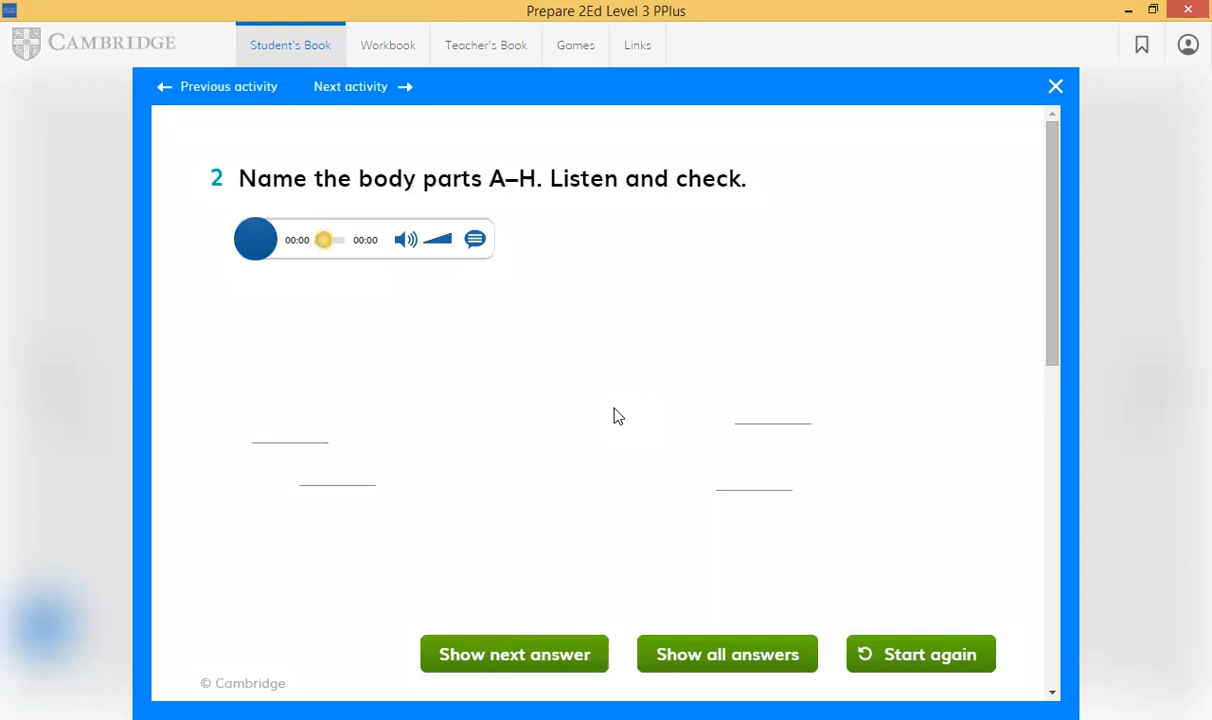 Prepare 2Ed Level 3 PPlus
CAMBRIDGE
Student's Book
Workbook
Teacher's Book
Games
Links
Previous activity
Next activity
2 Name the body parts A–H. Listen and check.
00:00
00:00
Show next answer
Show all answers
Start again
© Cambridge